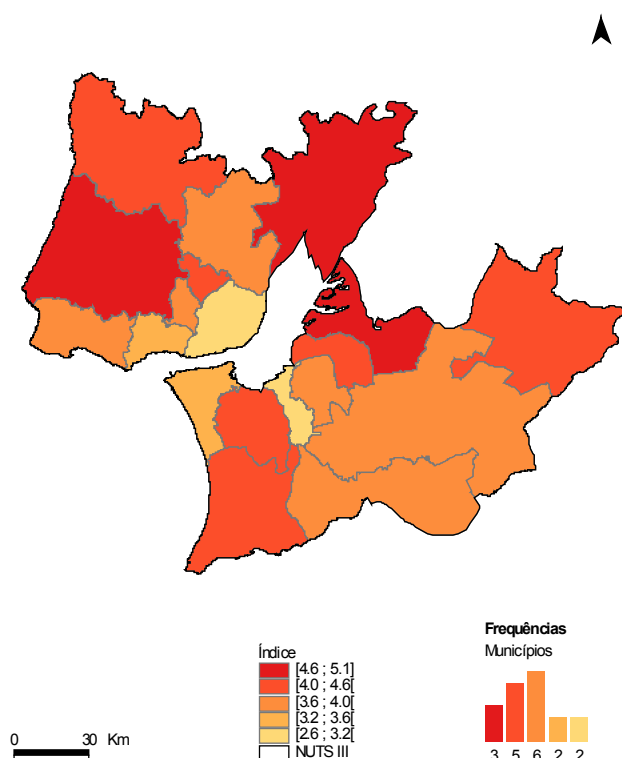 Índice
[4.6 ; 5.1]
[4.0 ; 4.6[
[3.6 ; 4.0[
[3.2 ; 3.6[
[2.6 ; 3.2[
NUTS III
Frequências
Municípios
3 5 6 2 2
0 30 Km